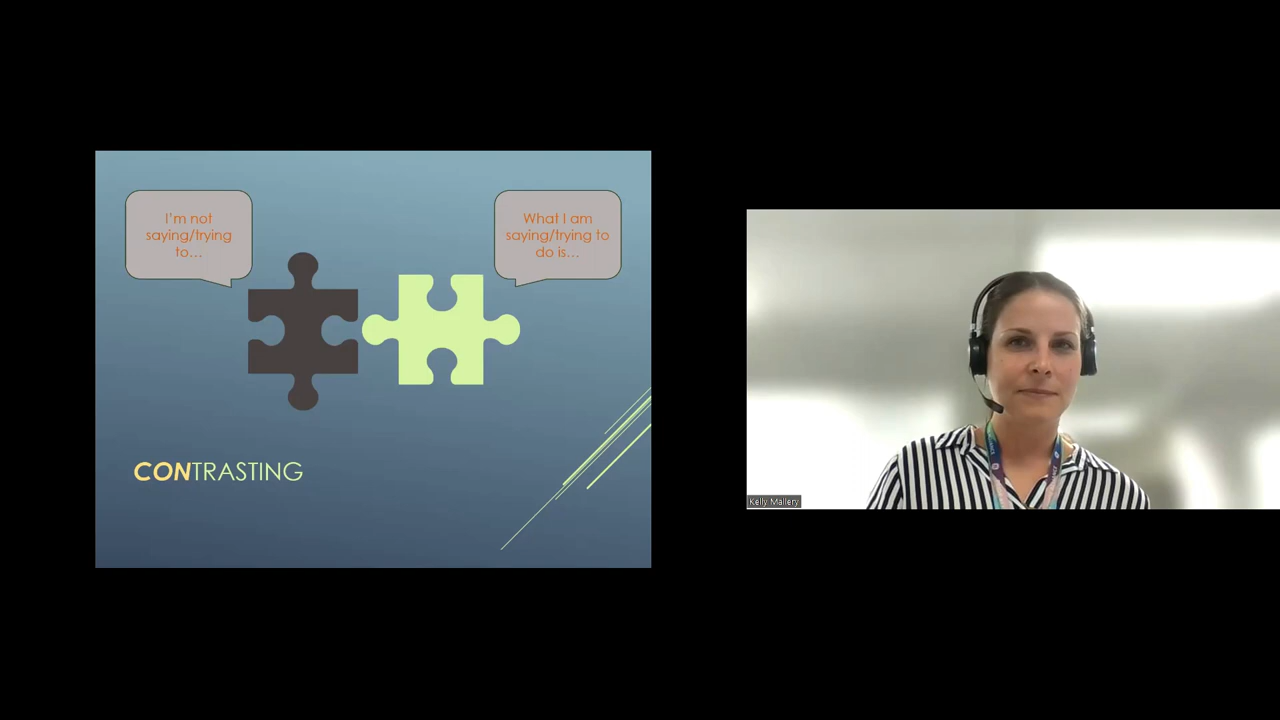 I'm not
saying/trying
to...
What I am
saying/trying to
do is...
CONTRASTING
Kelly Mallery